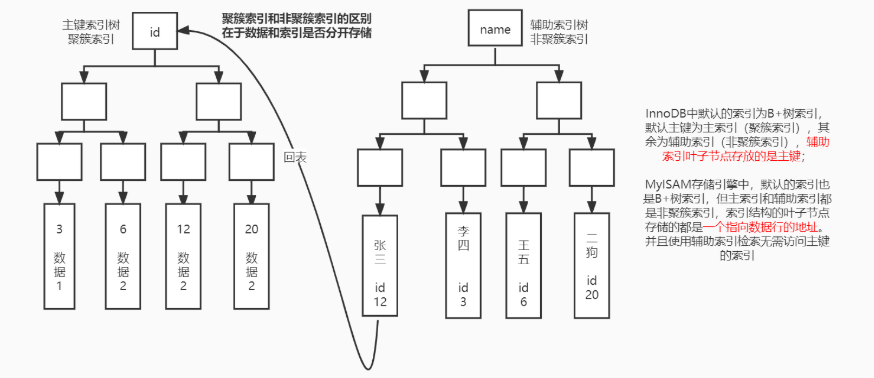 主键索引树
聚簇索引
id
聚簇索引和非聚簇索引的区别
在于数据和索引是否分开存储
name
辅助索引树
非聚簇索引
回表
3
数据
1
6
数据
2
12
数据
2
20
数据
2
张三
id
12
李四
id
3
王五
id
6
二狗
id
20
InnoDB中默认的索引为B+树索引,
默认主键为主索引（聚簇索引），其
余为辅助索引（非聚簇索引），辅助
索引叶子节点存放的是主键；
MyISAM存储引擎中，默认的索引也
是B+树索引，但主索引和辅助索引都
是非聚簇索引，索引结构的叶子节点
存储的都是一个指向数据行的地址。
并且使用辅助索引检索无需访问主键
的索引